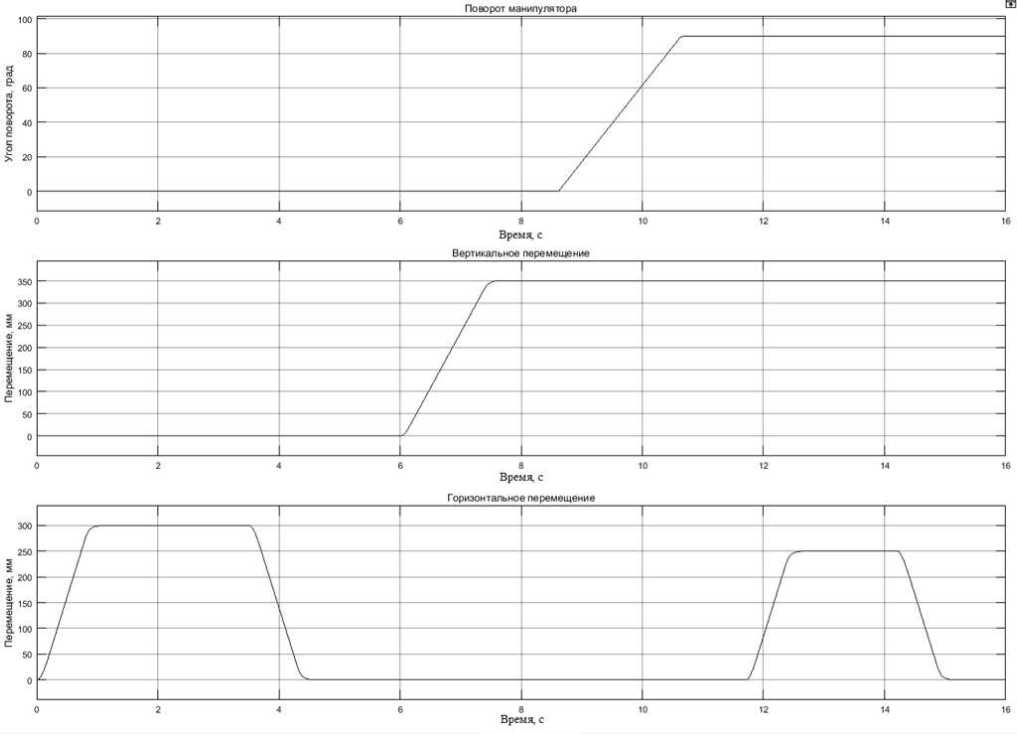 Поворот манипулятора
Угол поворота, град
100
80
60
40
20
0
0 2 4 6 8 10 12 14 16
Время, с
Вертикальное перемещение
Перемещение, мм
350
300
250
200
150
100
50
0
0 2 4 6 8 10 12 14 16
Время, с
Горизонтальное перемещение
Перемещение, мм
300
250
200
150
100
50
0
0 2 4 6 8 10 12 14 16
Время, с